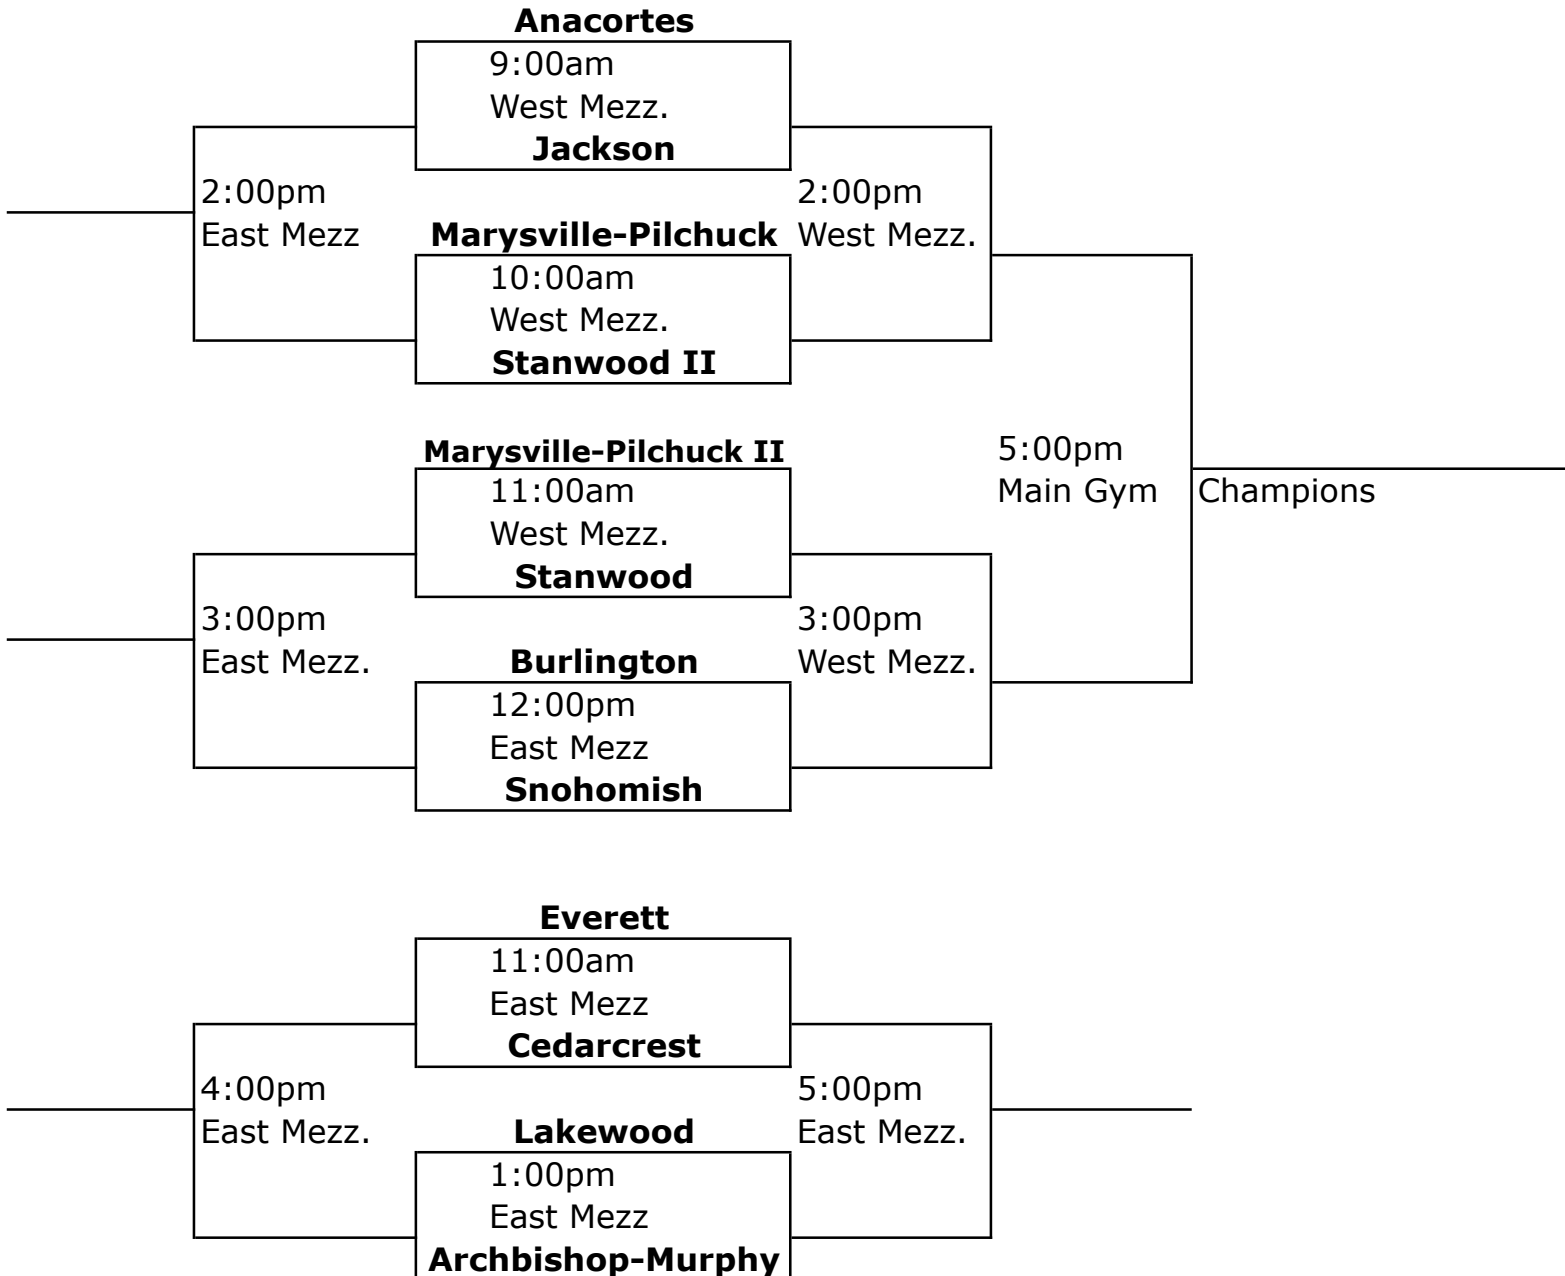 Anacortes
9:00am
West Mezz.
Jackson
2:00pm
East Mezz
2:00pm
West Mezz.
Marysville-Pilchuck
10:00am
West Mezz.
Stanwood II
Marysville-Pilchuck II
11:00am
West Mezz.
Stanwood
5:00pm
Main Gym
Champions
3:00pm
East Mezz.
3:00pm
West Mezz.
Burlington
12:00pm
East Mezz
Snohomish
Everett
11:00am
East Mezz
Cedarcrest
4:00pm
East Mezz.
5:00pm
East Mezz.
Lakewood
1:00pm
East Mezz
Archbishop-Murphy